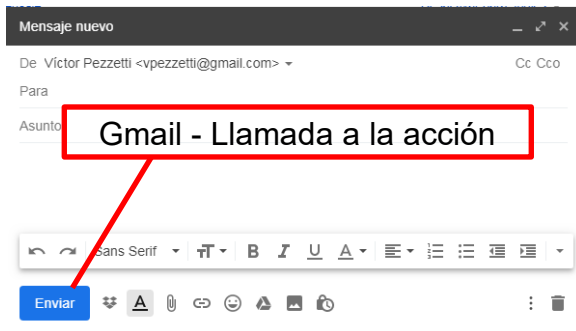 Mensaje nuevo
De Víctor Pezzetti <vpezzetti@gmail.com>
Cc Cco
Para
Asunto
Gmail - Llamada a la acción
Sans Serif
B I U A
Enviar A